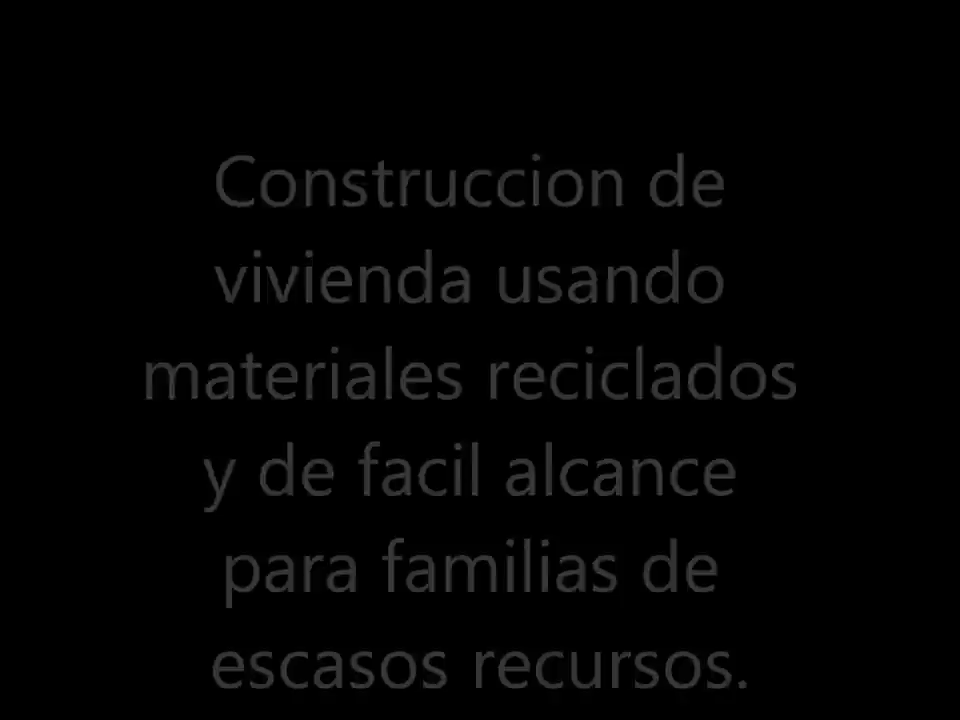 Construccion de
vivienda usando
materiales reciclados
y de facil alcance
para familias de
escasos recursos.